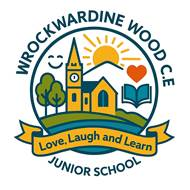 WROCKWARDINE WOOD C.E
Love, Laugh and Learn
JUNIOR SCHOOL